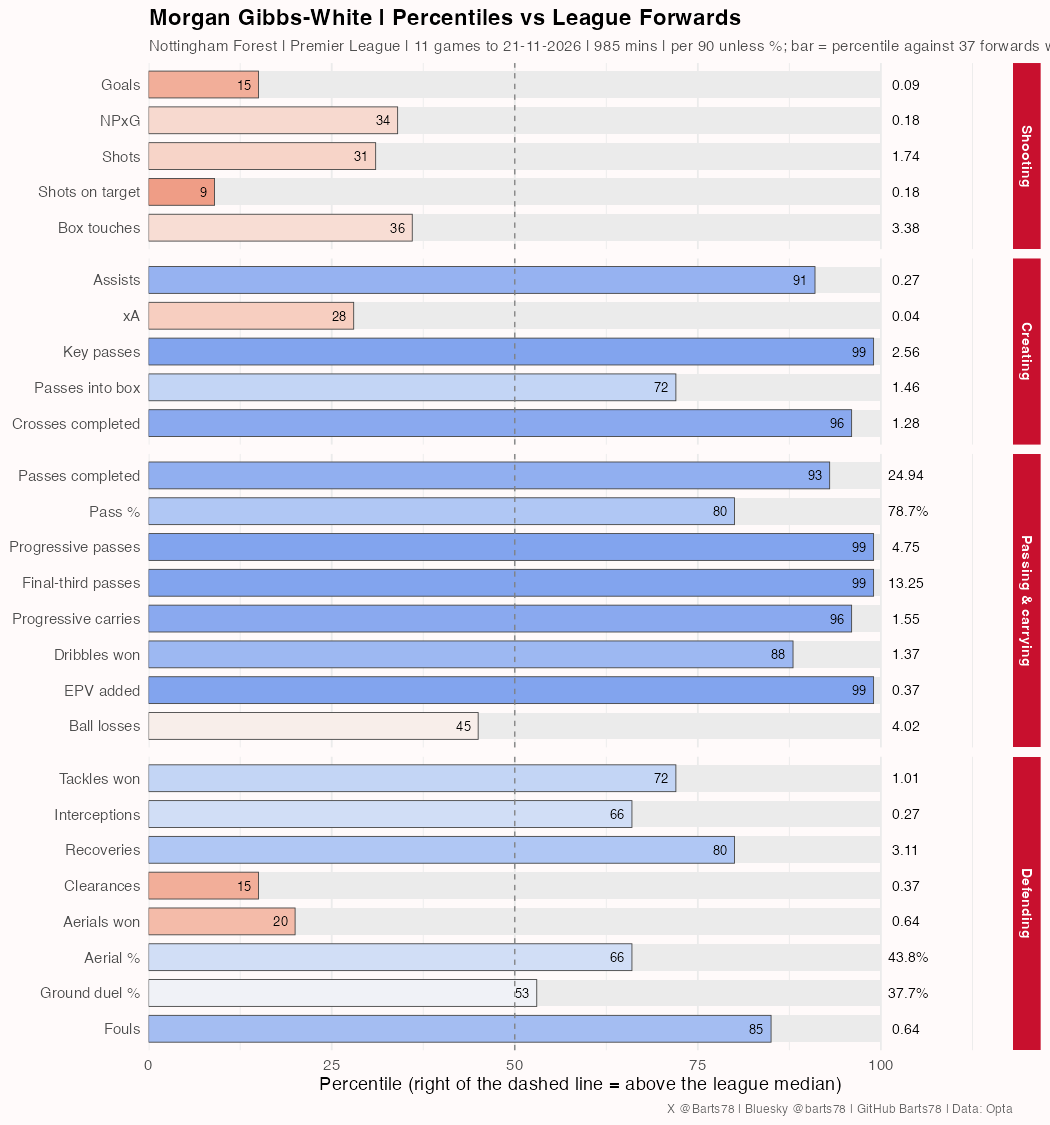 Morgan Gibbs-White | Percentiles vs League Forwards
Nottingham Forest | Premier League | 11 games to 21-11-2026 | 985 mins | per 90 unless %; bar = percentile against 37 forwards
Goals 15 0.09
NPxG 34 0.18
Shots 31 1.74
Shots on target 9 0.18
Box touches 36 3.38
Shooting
Assists 91 0.27
xA 28 0.04
Key passes 99 2.56
Passes into box 72 1.46
Crosses completed 96 1.28
Creating
Passes completed 93 24.94
Pass % 80 78.7%
Progressive passes 99 4.75
Final-third passes 99 13.25
Progressive carries 96 1.55
Dribbles won 88 1.37
EPV added 99 0.37
Ball losses 45 4.02
Passing & carrying
Tackles won 72 1.01
Interceptions 66 0.27
Recoveries 80 3.11
Clearances 15 0.37
Aerials won 20 0.64
Aerial % 66 43.8%
Ground duel % 53 37.7%
Fouls 85 0.64
Defending
0 25 50 75 100
Percentile (right of the dashed line = above the league median)
X @Barts78 | Bluesky @barts78 | GitHub Barts78 | Data: Opta